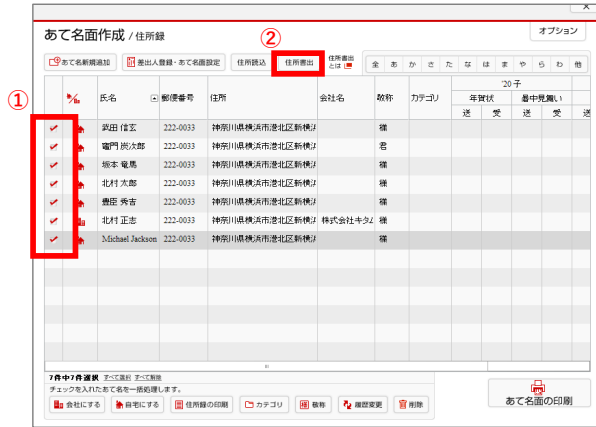 あて名面作成 / 住所録
オプション
②
あて名新規追加 差出人登録・あて名面設定 住所読込 住所書出 住所書出とは 全 あ か さ た な は ま や ら わ 他
①
'20 子
氏名 郵便番号 住所 会社名 敬称 カテゴリ 年賀状 暑中見舞い
送 受 送 受
武田 信玄 222-0033 神奈川県横浜市港北区新横浜 様
竈門 炭次郎 222-0033 神奈川県横浜市港北区新横浜 君
坂本 竜馬 222-0033 神奈川県横浜市港北区新横浜 様
北村 太郎 222-0033 神奈川県横浜市港北区新横浜 様
豊臣 秀吉 222-0033 神奈川県横浜市港北区新横浜 様
北村 正志 222-0033 神奈川県横浜市港北区新横浜 株式会社キタム 様
Michael Jackson 222-0033 神奈川県横浜市港北区新横浜 様
7件中7件選択 すべて選択 すべて解除
チェックを入れたあて名を一括処理します。
会社にする 自宅にする 住所録の印刷 カテゴリ 敬称 履歴変更 削除
あて名面の印刷